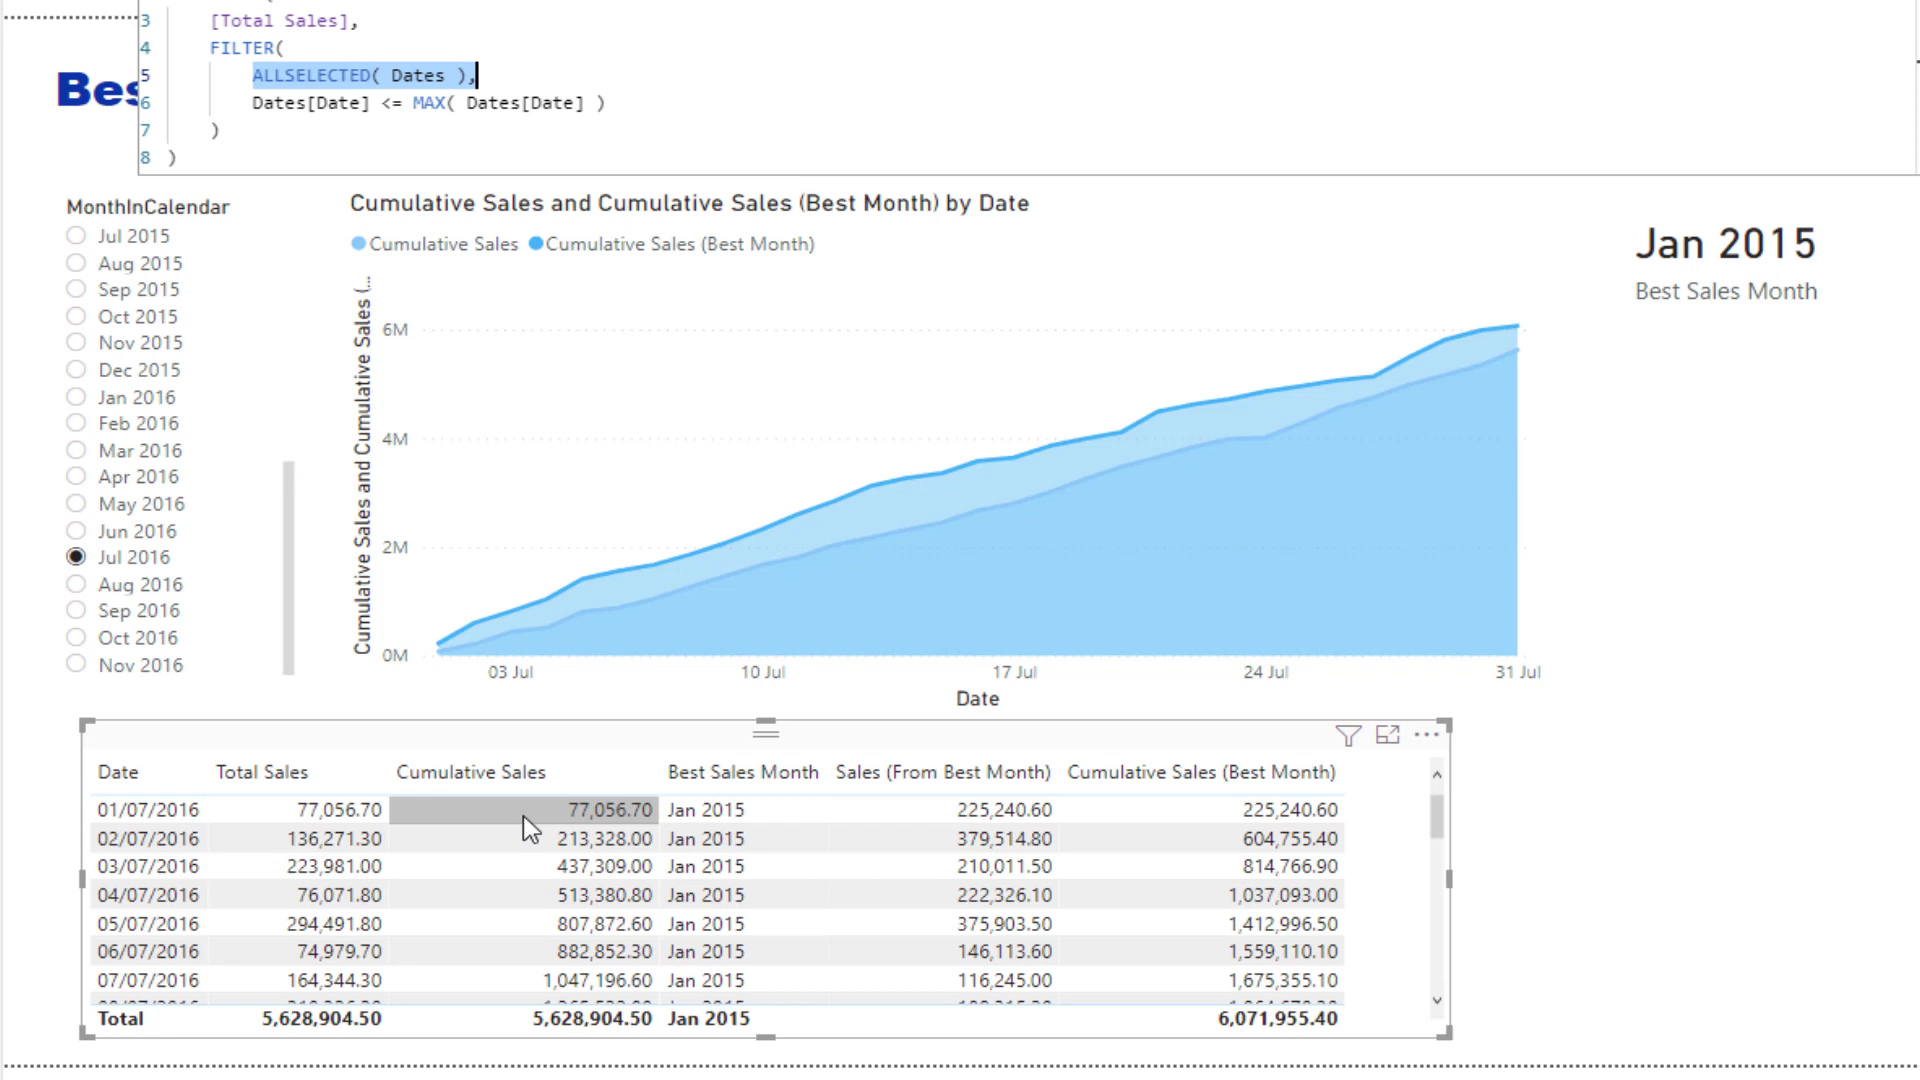 3 [Total Sales],
4 FILTER(
5 ALLSELECTED( Dates ),
6 Dates[Date] <= MAX( Dates[Date] )
7 )
8 )
Bes
MonthInCalendar
Jul 2015
Aug 2015
Sep 2015
Oct 2015
Nov 2015
Dec 2015
Jan 2016
Feb 2016
Mar 2016
Apr 2016
May 2016
Jun 2016
Jul 2016
Aug 2016
Sep 2016
Oct 2016
Nov 2016
Cumulative Sales and Cumulative Sales (Best Month) by Date
Cumulative Sales Cumulative Sales (Best Month)
Cumulative Sales and Cumulative Sales (...
6M
4M
2M
0M
03 Jul 10 Jul 17 Jul 24 Jul 31 Jul
Date
Jan 2015
Best Sales Month
Date Total Sales Cumulative Sales Best Sales Month Sales (From Best Month) Cumulative Sales (Best Month)
01/07/2016 77,056.70 77,056.70 Jan 2015 225,240.60 225,240.60
02/07/2016 136,271.30 213,328.00 Jan 2015 379,514.80 604,755.40
03/07/2016 223,981.00 437,309.00 Jan 2015 210,011.50 814,766.90
04/07/2016 76,071.80 513,380.80 Jan 2015 222,326.10 1,037,093.00
05/07/2016 294,491.80 807,872.60 Jan 2015 375,903.50 1,412,996.50
06/07/2016 74,979.70 882,852.30 Jan 2015 146,113.60 1,559,110.10
07/07/2016 164,344.30 1,047,196.60 Jan 2015 116,245.00 1,675,355.10
Total 5,628,904.50 5,628,904.50 Jan 2015 6,071,955.40